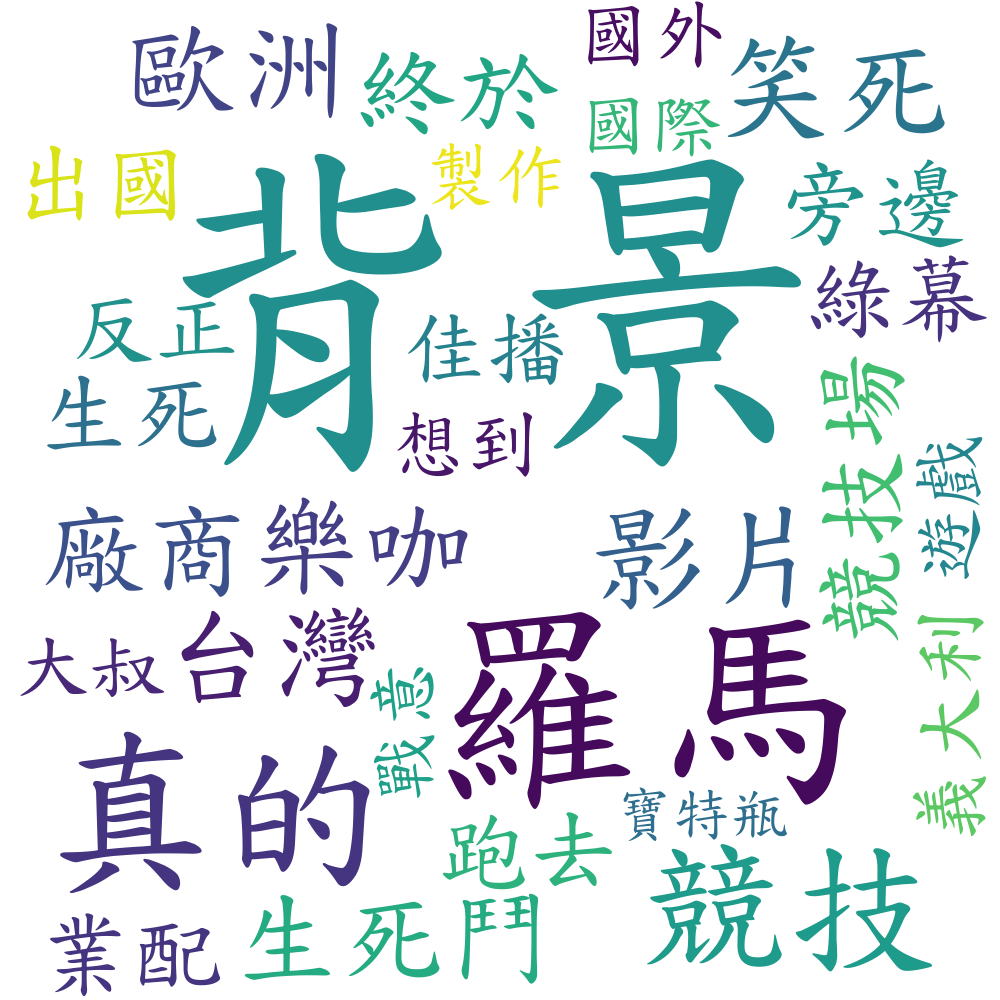 國外
歐洲
終於
笑死
國際
出國
製作
背景
旁邊
綠幕
反正
佳播
生死
想到
競技場
遊戲
廠商
樂咖
影片
台灣
大叔
戰意
羅馬
義大利
真的
寶特瓶
跑去
競技
業配
生死鬥